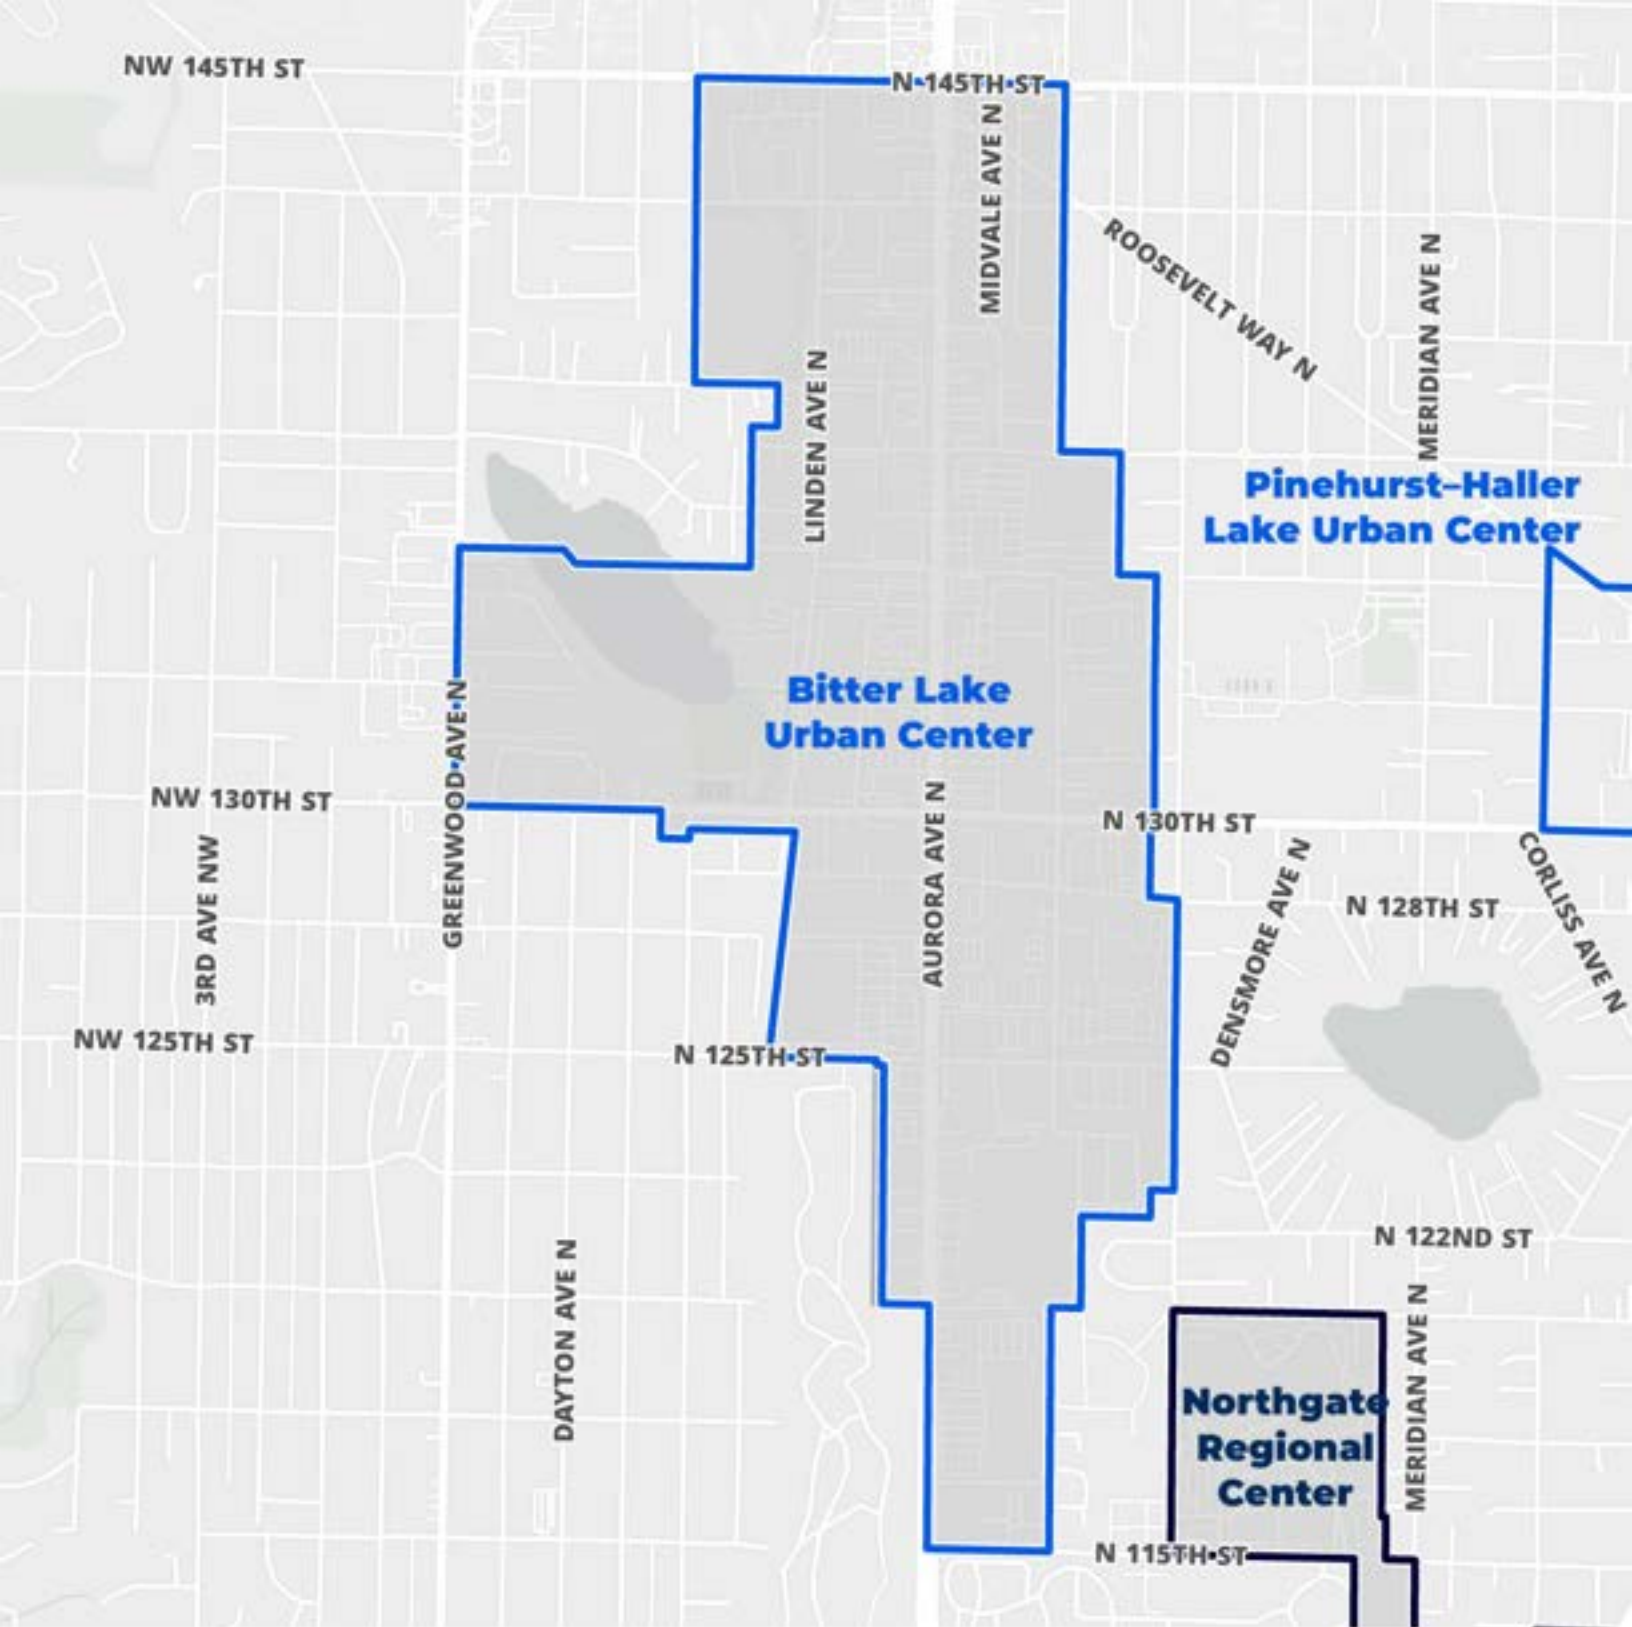 NW 145TH ST
N 145TH ST
MIDVALE AVE N
ROOSEVELT WAY N
MERIDIAN AVE N
LINDEN AVE N
Pinehurst–Haller
Lake Urban Center
Bitter Lake
Urban Center
GREENWOOD AVE N
NW 130TH ST
N 130TH ST
AURORA AVE N
3RD AVE NW
DENSMORE AVE N
N 128TH ST
CORLISS AVE N
NW 125TH ST
N 125TH ST
N 122ND ST
DAYTON AVE N
MERIDIAN AVE N
Northgate
Regional
Center
N 115TH ST